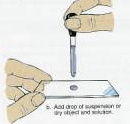 b. Add drop of suspension or
dry object and solution.